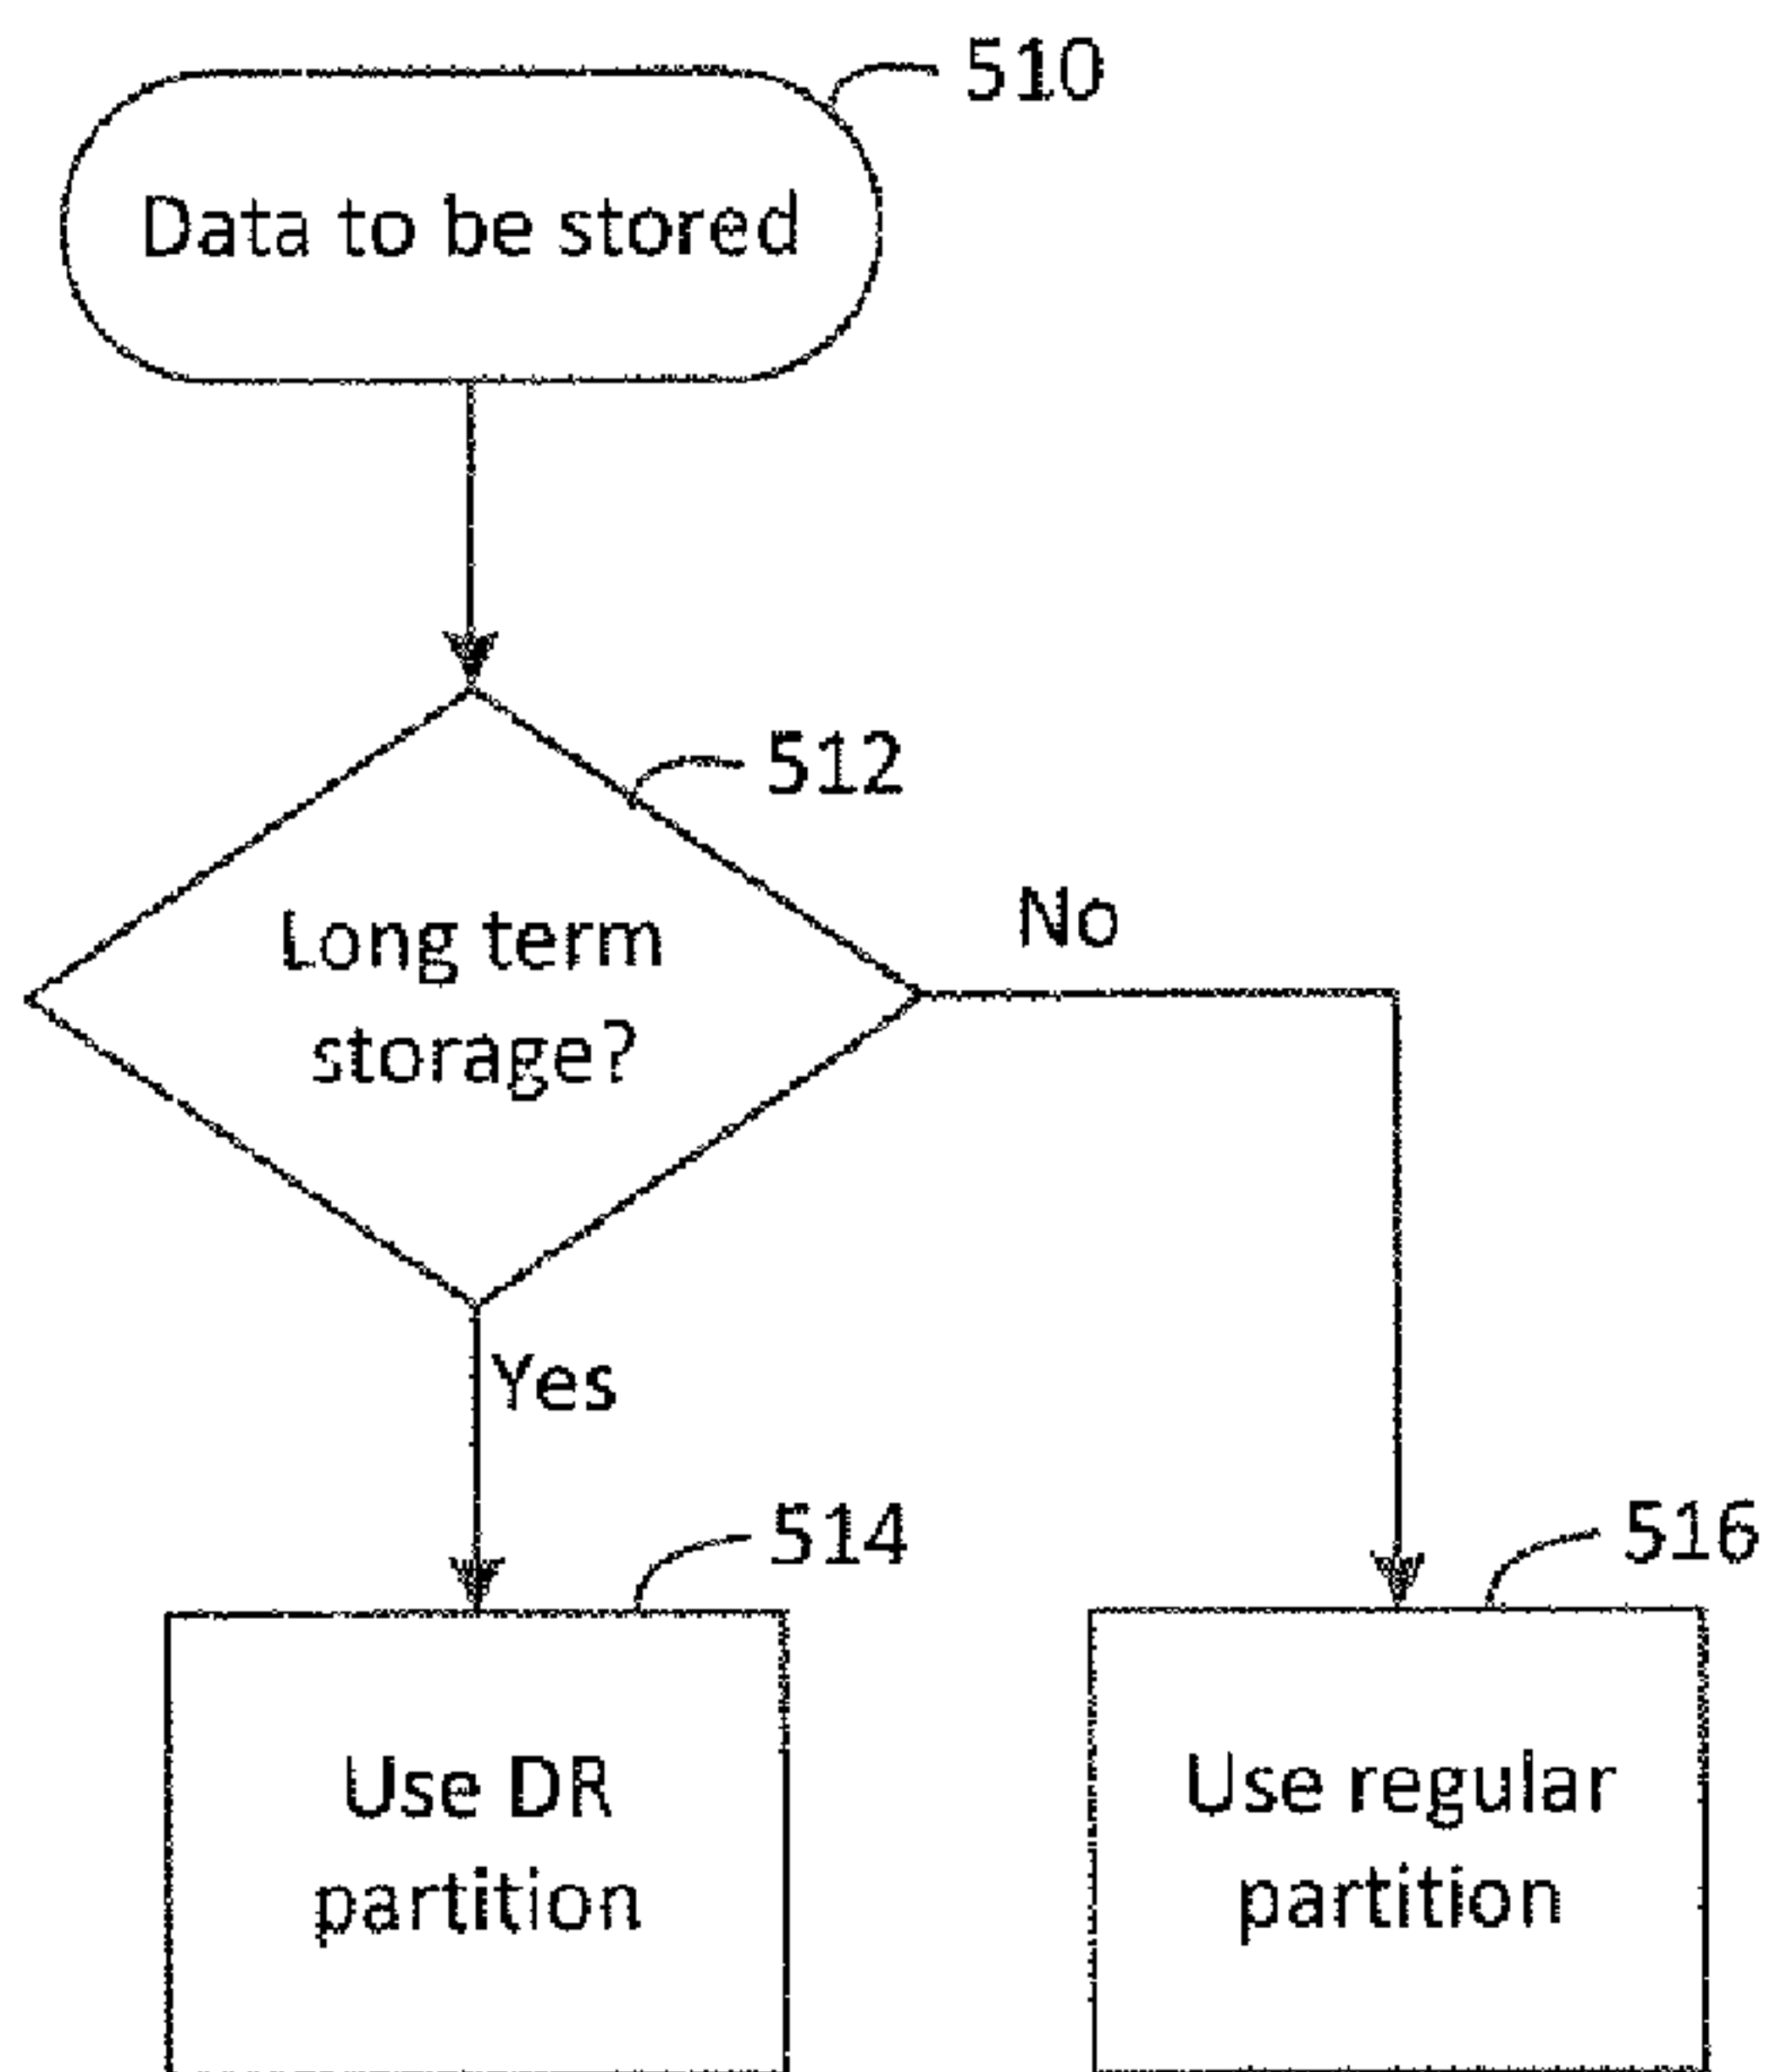 510
Data to be stored
512
Long term
storage?
No
Yes
514
516
Use DR
partition
Use regular
partition